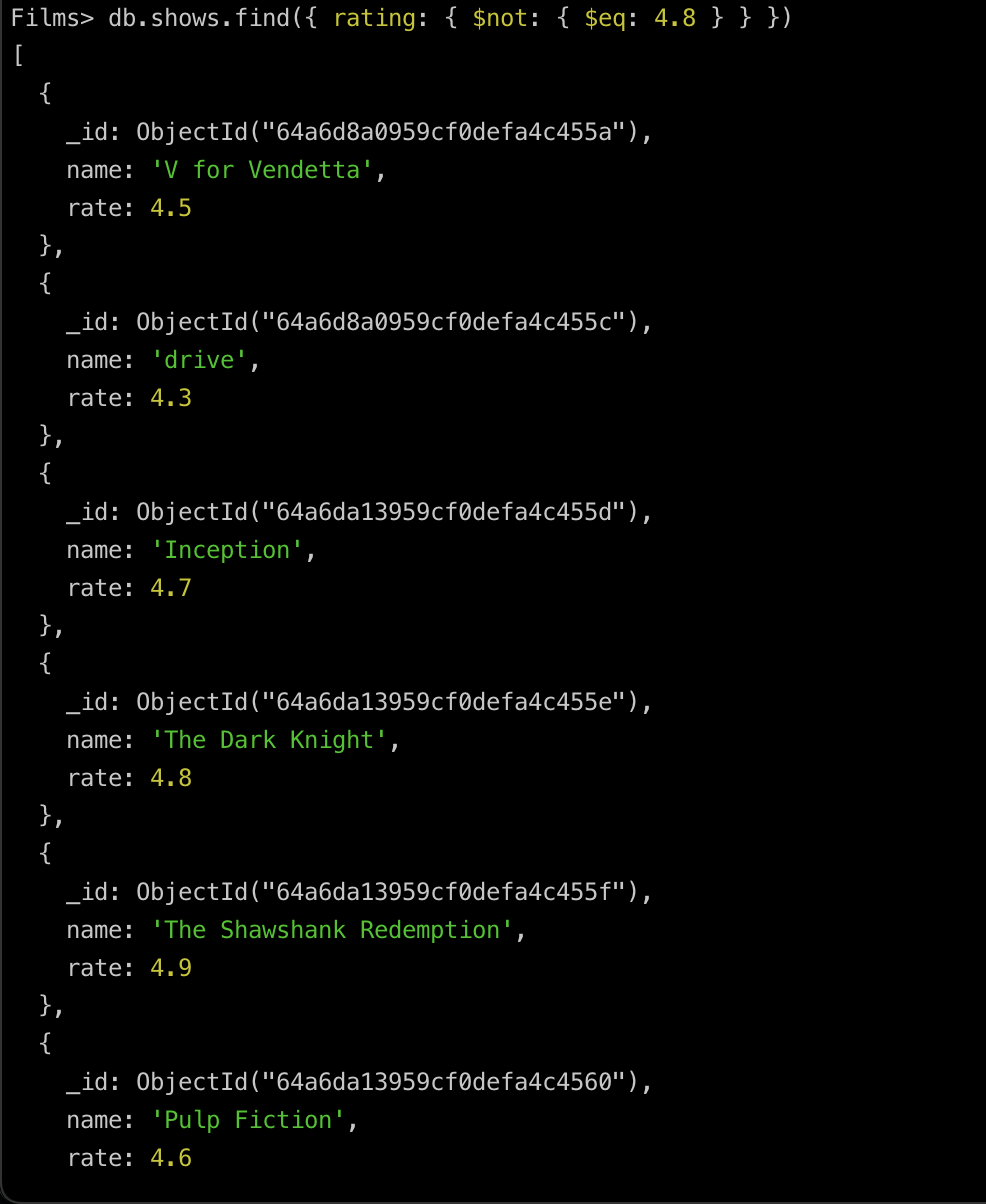 Films> db.shows.find({ rating: { $not: { $eq: 4.8 } } })
[
  {
    _id: ObjectId("64a6d8a0959cf0defa4c455a"),
    name: 'V for Vendetta',
    rate: 4.5
  },
  {
    _id: ObjectId("64a6d8a0959cf0defa4c455c"),
    name: 'drive',
    rate: 4.3
  },
  {
    _id: ObjectId("64a6da13959cf0defa4c455d"),
    name: 'Inception',
    rate: 4.7
  },
  {
    _id: ObjectId("64a6da13959cf0defa4c455e"),
    name: 'The Dark Knight',
    rate: 4.8
  },
  {
    _id: ObjectId("64a6da13959cf0defa4c455f"),
    name: 'The Shawshank Redemption',
    rate: 4.9
  },
  {
    _id: ObjectId("64a6da13959cf0defa4c4560"),
    name: 'Pulp Fiction',
    rate: 4.6